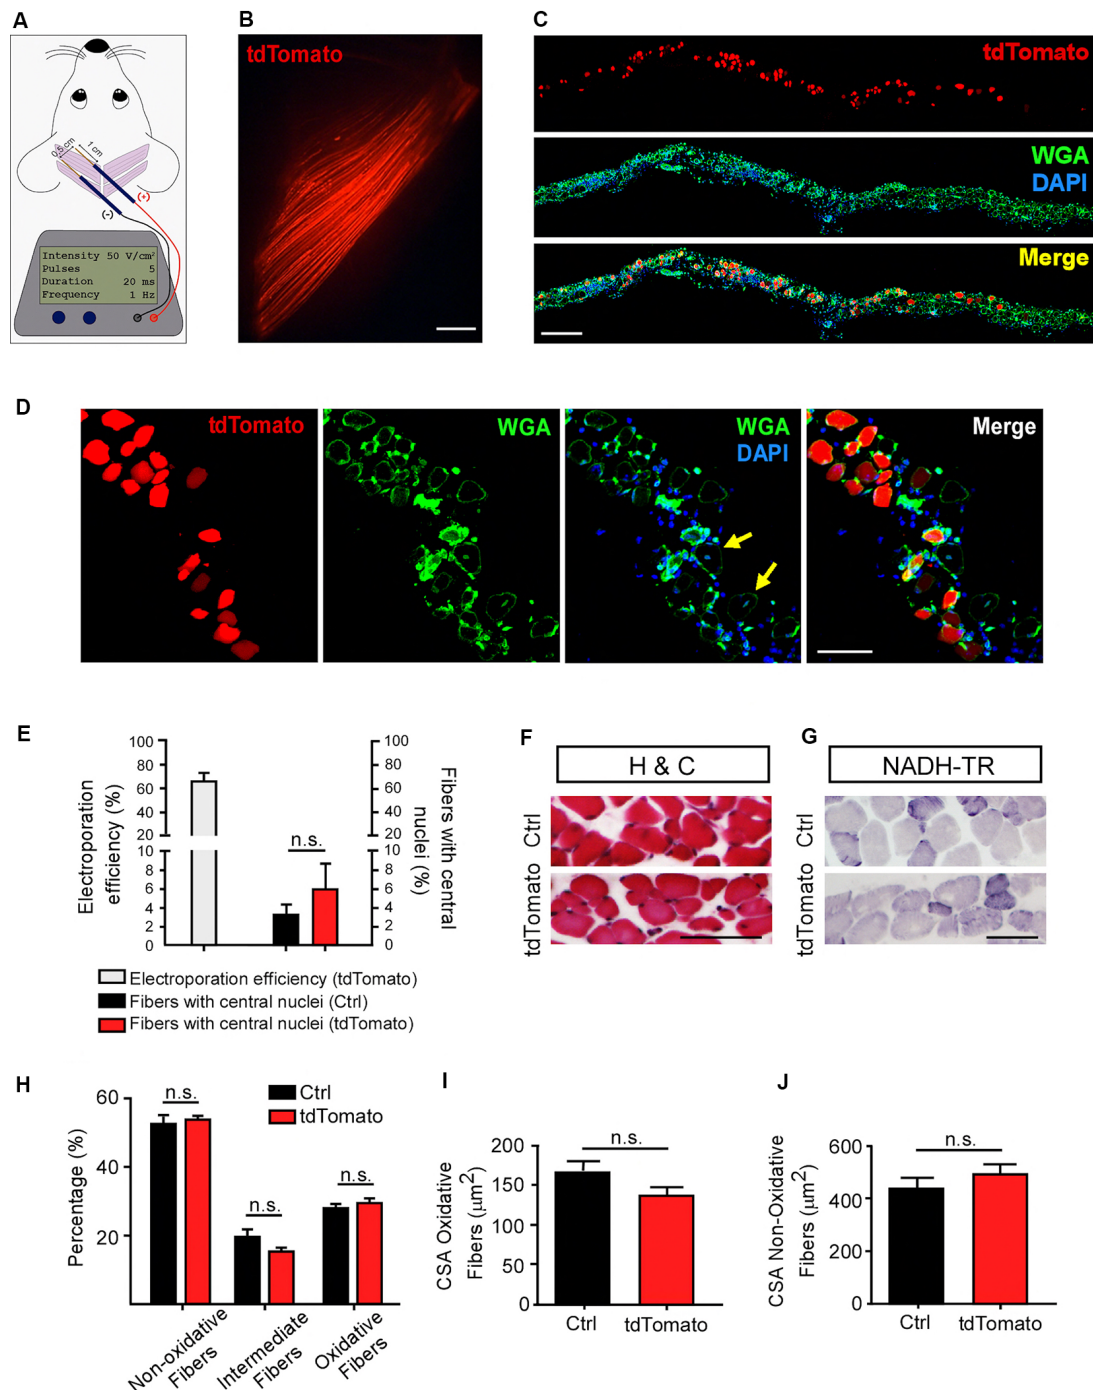 A
B
C
0.5 cm
1 cm
(+)
(-)
Intensity 50 V/cm²
Pulses 5
Duration 20 ms
Frequency 1 Hz
tdTomato
tdTomato
WGA
DAPI
Merge
D
tdTomato
WGA
WGA
DAPI
Merge
E
Electroporation
efficiency (%)
100
80
60
40
20
10
8
6
4
2
0
n.s.
100
80
60
40
20
10
8
6
4
2
0
Fibers with central
nuclei (%)
Electroporation efficiency (tdTomato)
Fibers with central nuclei (Ctrl)
Fibers with central nuclei (tdTomato)
F
H & C
Ctrl
tdTomato
G
NADH-TR
Ctrl
tdTomato
H
Percentage (%)
60
40
20
n.s.
n.s.
n.s.
Ctrl
tdTomato
Non-oxidative
Fibers
Intermediate
Fibers
Oxidative
Fibers
I
CSA Oxidative
Fibers (µm²)
200
150
100
50
0
n.s.
Ctrl
tdTomato
J
CSA Non-Oxidative
Fibers (µm²)
600
400
200
0
n.s.
Ctrl
tdTomato